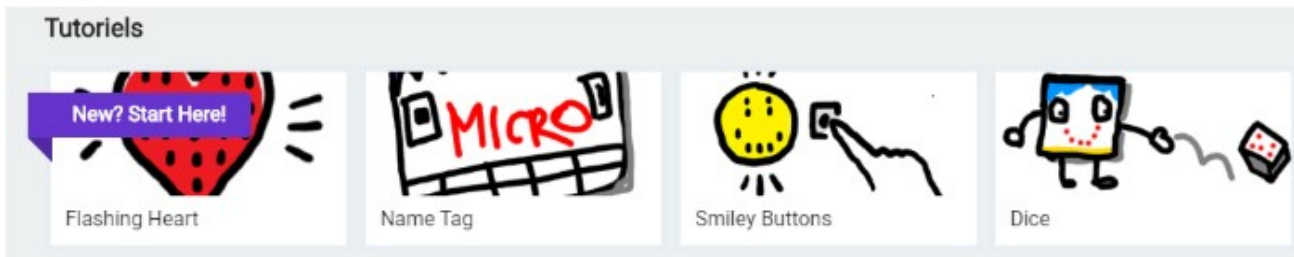 Tutoriels
New? Start Here!
MICRO
Flashing Heart
Name Tag
Smiley Buttons
Dice